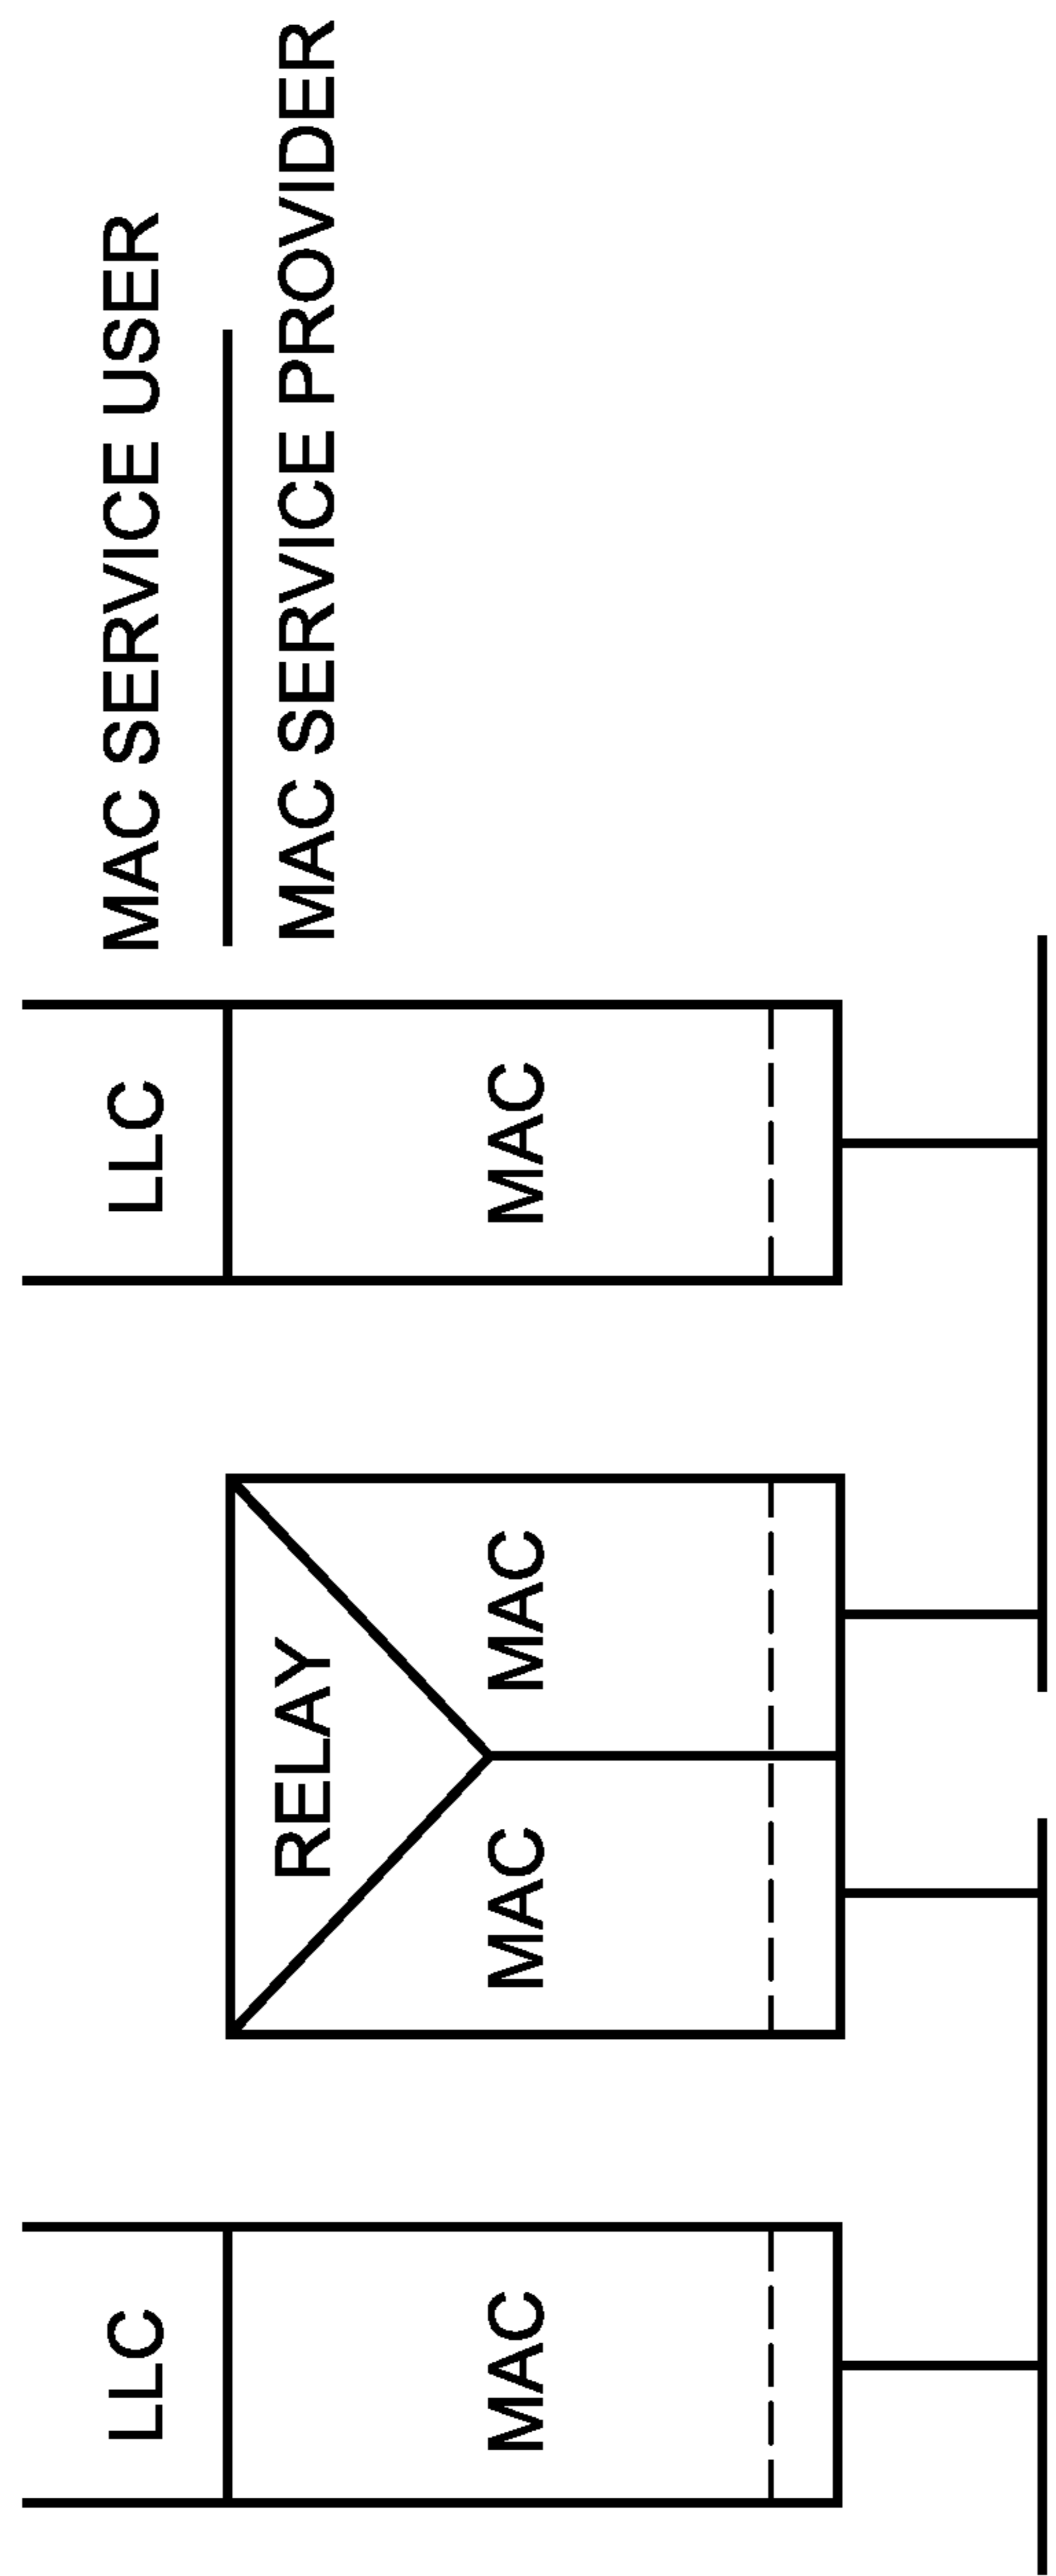 MAC SERVICE USER
MAC SERVICE PROVIDER
LLC
LLC
RELAY
MAC
MAC
MAC
MAC